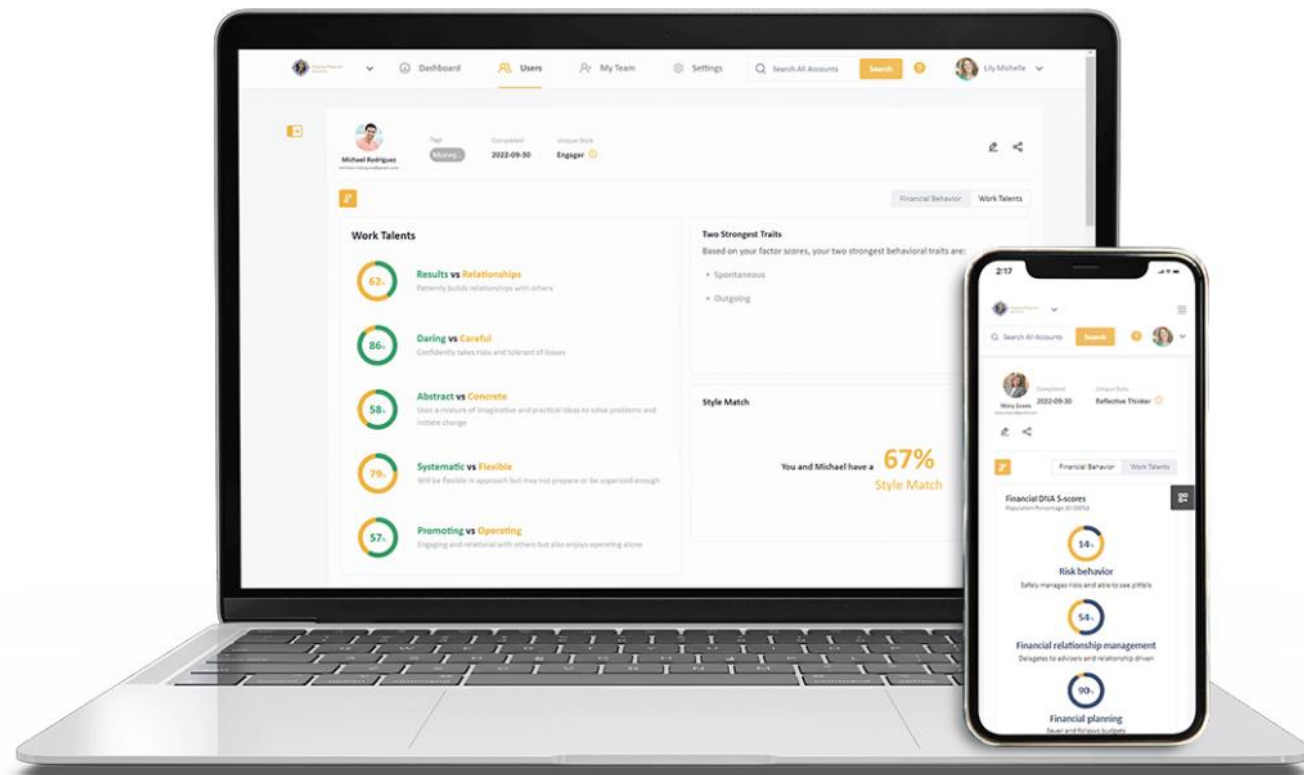 Dashboard
Users
My Team
Settings
Search All Accounts
Search
?
Lily Michelle
Michael Rodriguez
Tags
Money...
Completed
2022-09-30
Unique Style
Engager
Financial Behavior
Work Talents
Work Talents
62%
Results vs Relationships
Patiently builds relationships with others
86%
Daring vs Careful
Confidently takes risks and tolerant of losses
58%
Abstract vs Concrete
Uses a mixture of imaginative and practical ideas to solve problems and
initiate change
79%
Systematic vs Flexible
Will be flexible in approach but may not prepare or be organized enough
57%
Promoting vs Operating
Engaging and relational with others but also enjoys operating alone
Two Strongest Traits
Based on your factor scores, your two strongest behavioral traits are:
• Spontaneous
• Outgoing
Style Match
You and Michael have a 67%
Style Match
2:17
Search All Accounts
Search
?
Mary Evans
Completed
2022-09-30
Unique Style
Reflective Thinker
Financial Behavior
Work Talents
Financial DNA S-scores
14%
Risk behavior
Safely manages risks and able to see pitfalls
54%
Financial relationship management
Delegates to advisers and relationship driven
90%
Financial planning
Saver and follows budgets